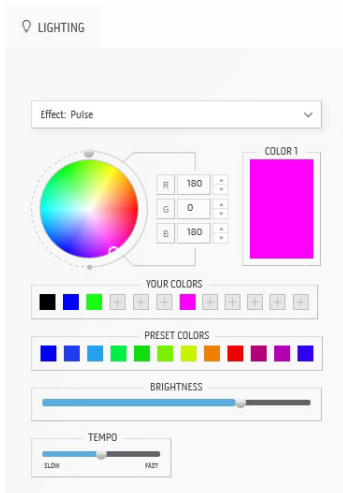 LIGHTING
Effect: Pulse
COLOR 1
R 180
G 0
B 180
YOUR COLORS
PRESET COLORS
BRIGHTNESS
TEMPO
SLOW FAST